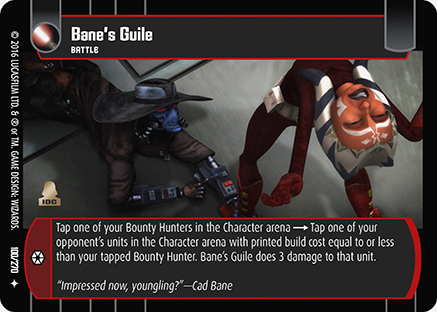 Bane's Guile
BATTLE
© 2016 LUCASFILM LTD. & ® or TM. GAME DESIGN: WIZARDS.
100/270
IDC
Tap one of your Bounty Hunters in the Character arena → Tap one of your
opponent's units in the Character arena with printed build cost equal to or less
than your tapped Bounty Hunter. Bane's Guile does 3 damage to that unit.
"Impressed now, youngling?"—Cad Bane